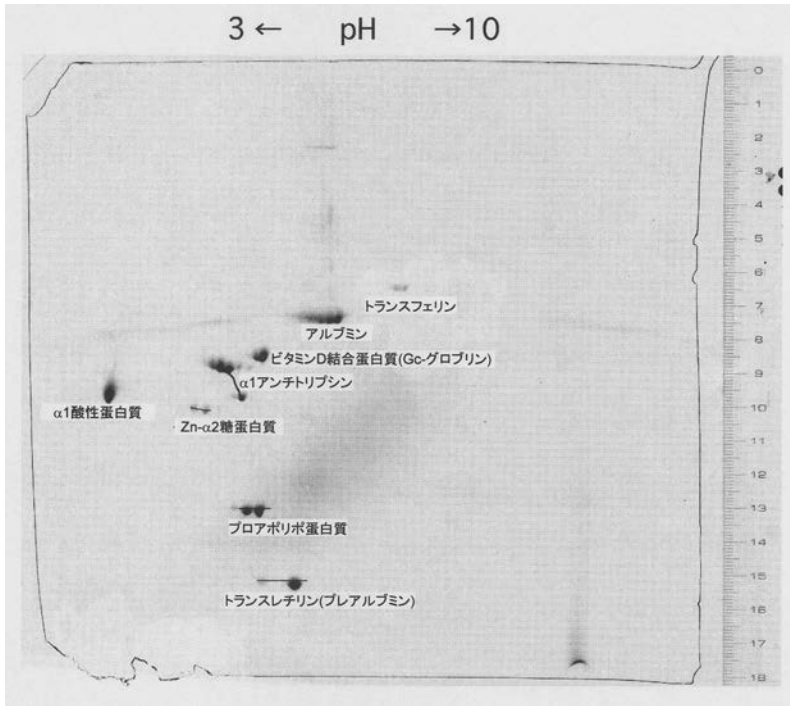 3 ← pH →10
0
1
2
3
4
5
6
トランスフェリン
7
アルブミン
8
ビタミンD結合蛋白質(Gc-グロブリン)
9
α1アンチトリプシン
α1酸性蛋白質
10
Zn-α2糖蛋白質
11
12
13
プロアポリポ蛋白質
14
15
トランスレチリン(プレアルブミン)
16
17
18